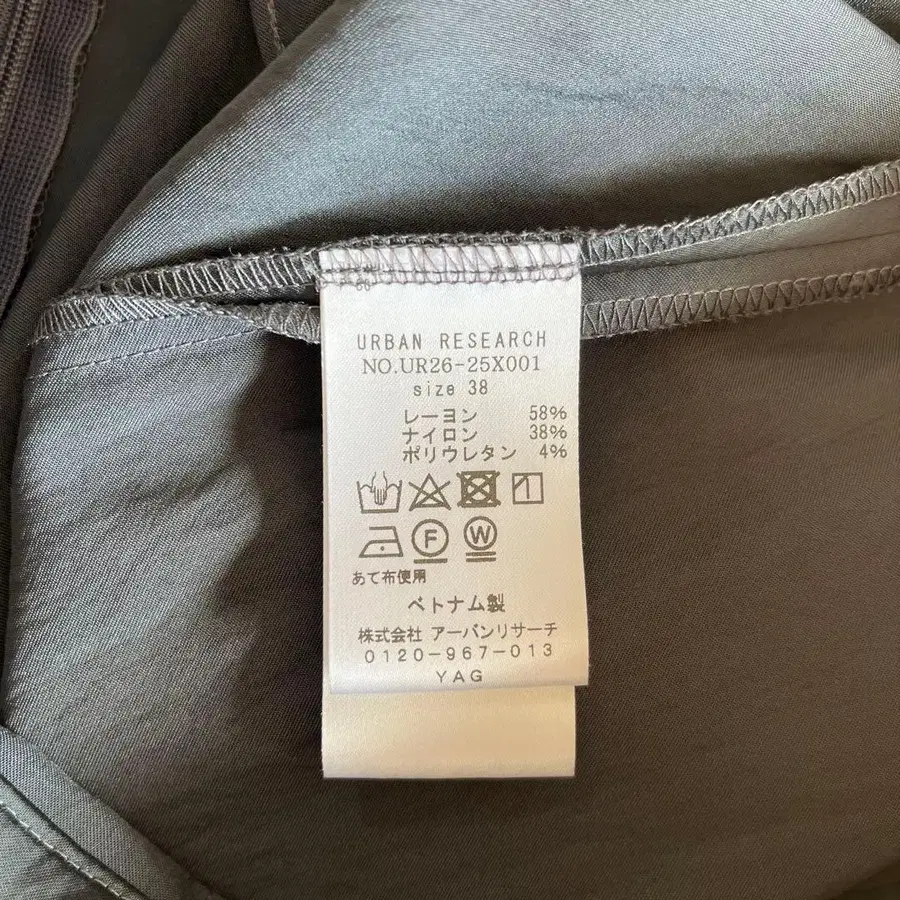 URBAN RESEARCH
NO.UR26-25X001
size 38
レーヨン 58%
ナイロン 38%
ポリウレタン 4%
F W
あて布使用
ベトナム製
株式会社 アーバンリサーチ
0120-967-013
YAG